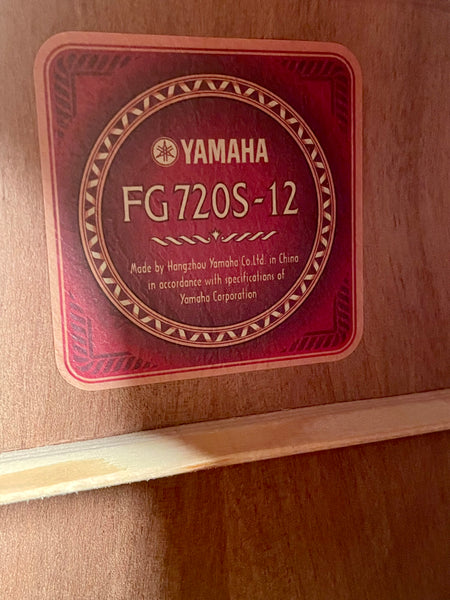 YAMAHA
FG720S-12
Made by Hangzhou Yamaha Co.Ltd. in China
in accordance with specifications of
Yamaha Corporation